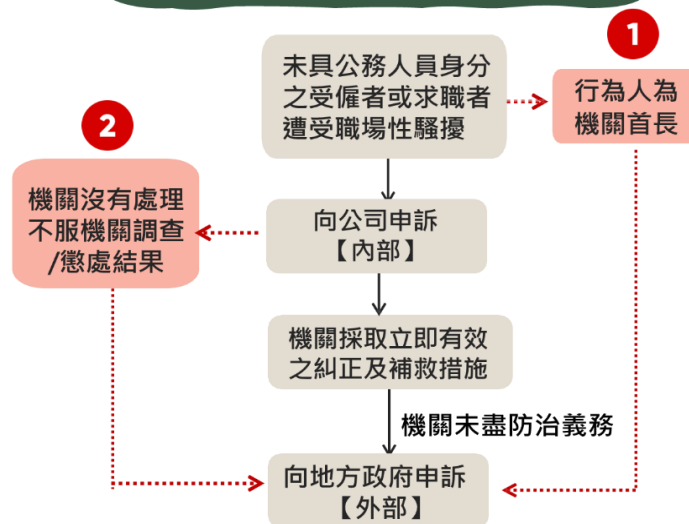 1
未具公務人員身分
之受僱者或求職者
遭受職場性騷擾
行為人為
機關首長
2
機關沒有處理
不服機關調查
/懲處結果
向公司申訴
【內部】
機關採取立即有效
之糾正及補救措施
機關未盡防治義務
向地方政府申訴
【外部】